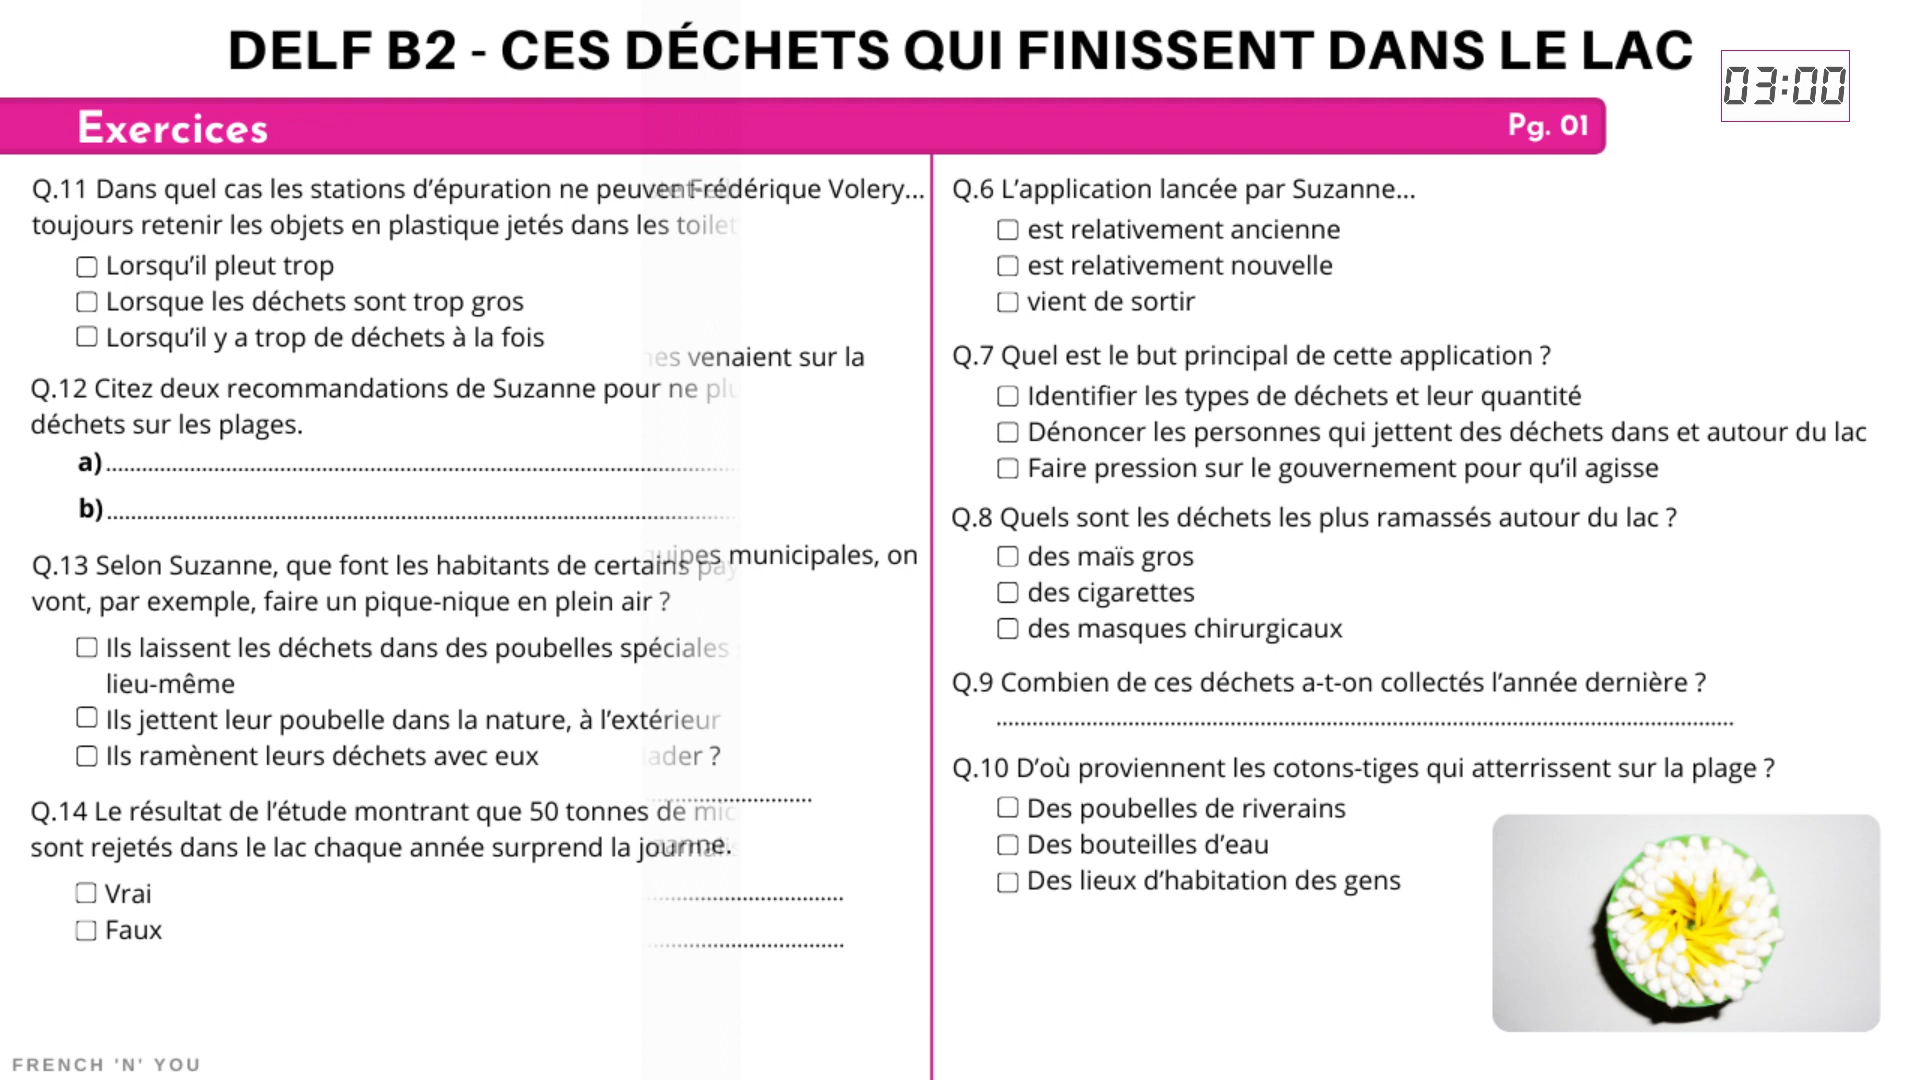 DELF B2 - CES DÉCHETS QUI FINISSENT DANS LE LAC
03:00
Exercices
Pg. 01
Q.11 Dans quel cas les stations d'épuration ne peuvent Frédérique Volery...
toujours retenir les objets en plastique jetés dans les toilet
Lorsqu'il pleut trop
Lorsque les déchets sont trop gros
Lorsqu'il y a trop de déchets à la fois
venaient sur la
Q.12 Citez deux recommandations de Suzanne pour ne
déchets sur les plages.
a)
b)
municipales, on
Q.13 Selon Suzanne, que font les habitants de certains
vont, par exemple, faire un pique-nique en plein air ?
Ils laissent les déchets dans des poubelles spéciales
lieu-même
Ils jettent leur poubelle dans la nature, à l'extérieur
Ils ramènent leurs déchets avec eux
ader ?
Q.14 Le résultat de l'étude montrant que 50 tonnes de
sont rejetés dans le lac chaque année surprend la
Vrai
Faux
Q.6 L'application lancée par Suzanne...
est relativement ancienne
est relativement nouvelle
vient de sortir
Q.7 Quel est le but principal de cette application ?
Identifier les types de déchets et leur quantité
Dénoncer les personnes qui jettent des déchets dans et autour du lac
Faire pression sur le gouvernement pour qu'il agisse
Q.8 Quels sont les déchets les plus ramassés autour du lac ?
des maïs gros
des cigarettes
des masques chirurgicaux
Q.9 Combien de ces déchets a-t-on collectés l'année dernière ?
Q.10 D'où proviennent les cotons-tiges qui atterrissent sur la plage ?
Des poubelles de riverains
Des bouteilles d'eau
Des lieux d'habitation des gens
FRENCH 'N' YOU